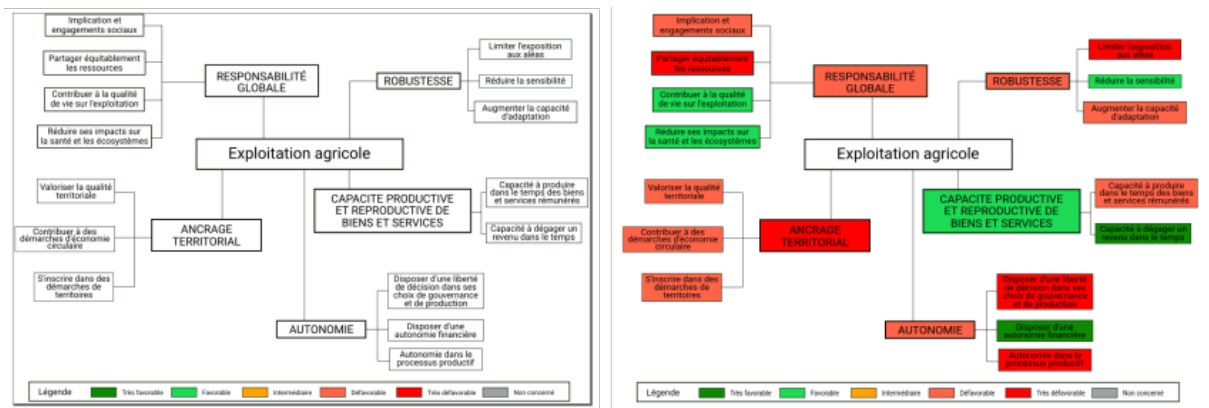 Implication et
engagements sociaux
Partager équitablement
les ressources
Contribuer à la qualité
de vie sur l'exploitation
Réduire ses impacts sur
la santé et les écosystèmes
RESPONSABILITÉ
GLOBALE
ROBUSTESSE
Limiter l'exposition
aux aléas
Réduire la sensibilité
Augmenter la capacité
d'adaptation
Exploitation agricole
Valoriser la qualité
territoriale
Contribuer à des
démarches d'économie
circulaire
S'inscrire dans des
démarches de
territoires
ANCRAGE
TERRITORIAL
CAPACITE PRODUCTIVE
ET REPRODUCTIVE DE
BIENS ET SERVICES
Capacité à produire
dans le temps des biens
et services rémunérés
Capacité à dégager un
revenu dans le temps
AUTONOMIE
Disposer d'une liberté
de décision dans ses
choix de gouvernance
et de production
Disposer d'une
autonomie financière
Autonomie dans le
processus productif
Légende
Très favorable
Favorable
Intermédiaire
Défavorable
Très défavorable
Non concerné
Implication et
engagements sociaux
Partager équitablement
les ressources
Contribuer à la qualité
de vie sur l'exploitation
Réduire ses impacts sur
la santé et les écosystèmes
RESPONSABILITÉ
GLOBALE
ROBUSTESSE
Limiter l'exposition
aux aléas
Réduire la sensibilité
Augmenter la capacité
d'adaptation
Exploitation agricole
Valoriser la qualité
territoriale
Contribuer à des
démarches d'économie
circulaire
S'inscrire dans des
démarches de
territoires
ANCRAGE
TERRITORIAL
CAPACITE PRODUCTIVE
ET REPRODUCTIVE DE
BIENS ET SERVICES
Capacité à produire
dans le temps des biens
et services rémunérés
Capacité à dégager un
revenu dans le temps
AUTONOMIE
Disposer d'une liberté
de décision dans ses
choix de gouvernance
et de production
Disposer d'une
autonomie financière
Autonomie dans le
processus productif
Légende
Très favorable
Favorable
Intermédiaire
Défavorable
Très défavorable
Non concerné